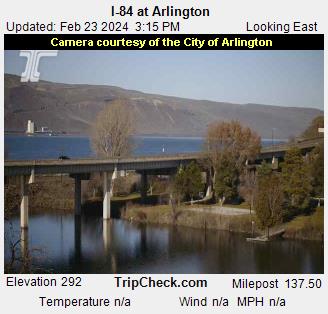 I-84 at Arlington
Updated: Feb 23 2024 3:15 PM Looking East
Camera courtesy of the City of Arlington
Elevation 292 TripCheck.com Milepost 137.50
Temperature n/a Wind n/a MPH n/a